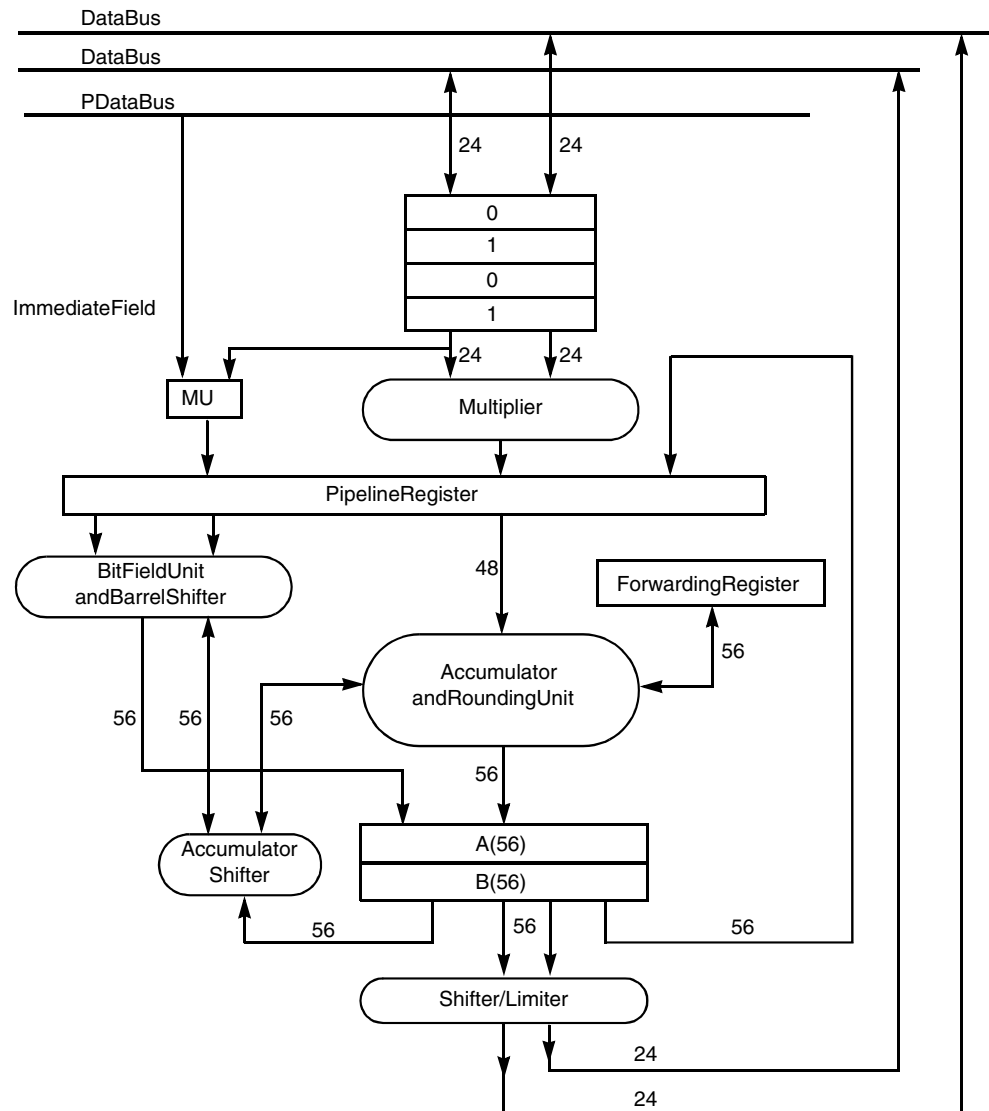 DataBus
DataBus
PDataBus
24
24
0
1
0
1
ImmediateField
24
24
MU
Multiplier
PipelineRegister
BitFieldUnit
andBarrelShifter
48
ForwardingRegister
56
Accumulator
andRoundingUnit
56
56
56
56
A(56)
B(56)
Accumulator
Shifter
56
56
56
Shifter/Limiter
24
24